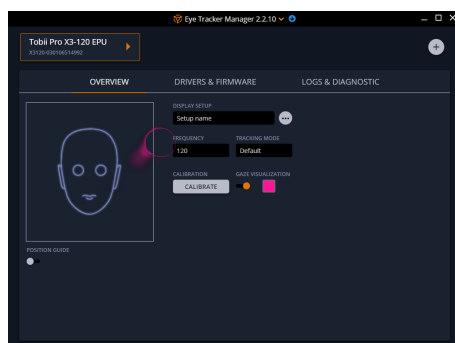 Eye Tracker Manager 2.2.10
Tobii Pro X3-120 EPU
X3120-030106514992
OVERVIEW
DRIVERS & FIRMWARE
LOGS & DIAGNOSTIC
DISPLAY SETUP
Setup name
FREQUENCY
TRACKING MODE
120
Default
CALIBRATION
GAZE VISUALIZATION
CALIBRATE
POSITION GUIDE